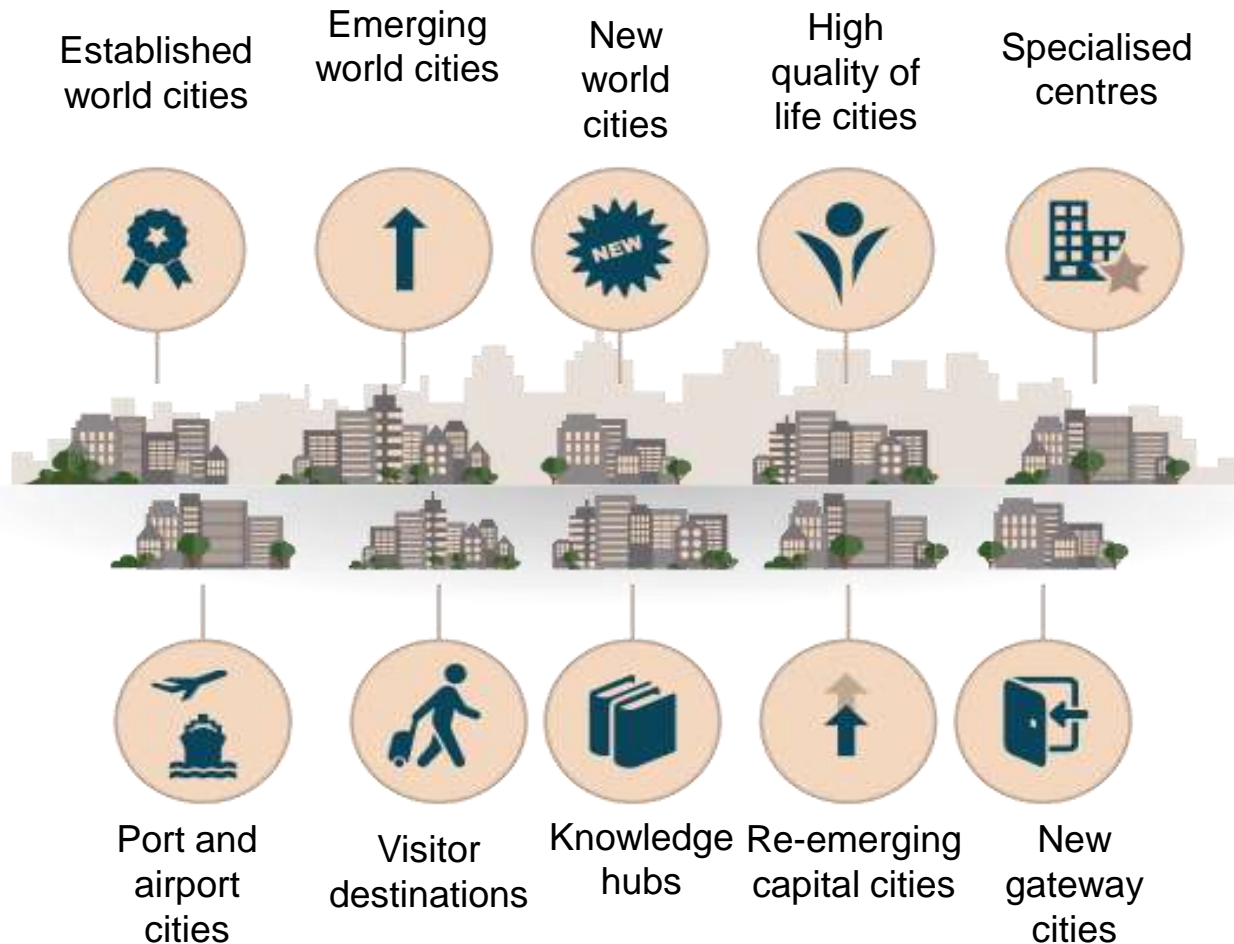 Established
world cities
Emerging
world cities
New
world
cities
High
quality of
life cities
Specialised
centres
NEW
Port and
airport
cities
Visitor
destinations
Knowledge
hubs
Re-emerging
capital cities
New
gateway
cities